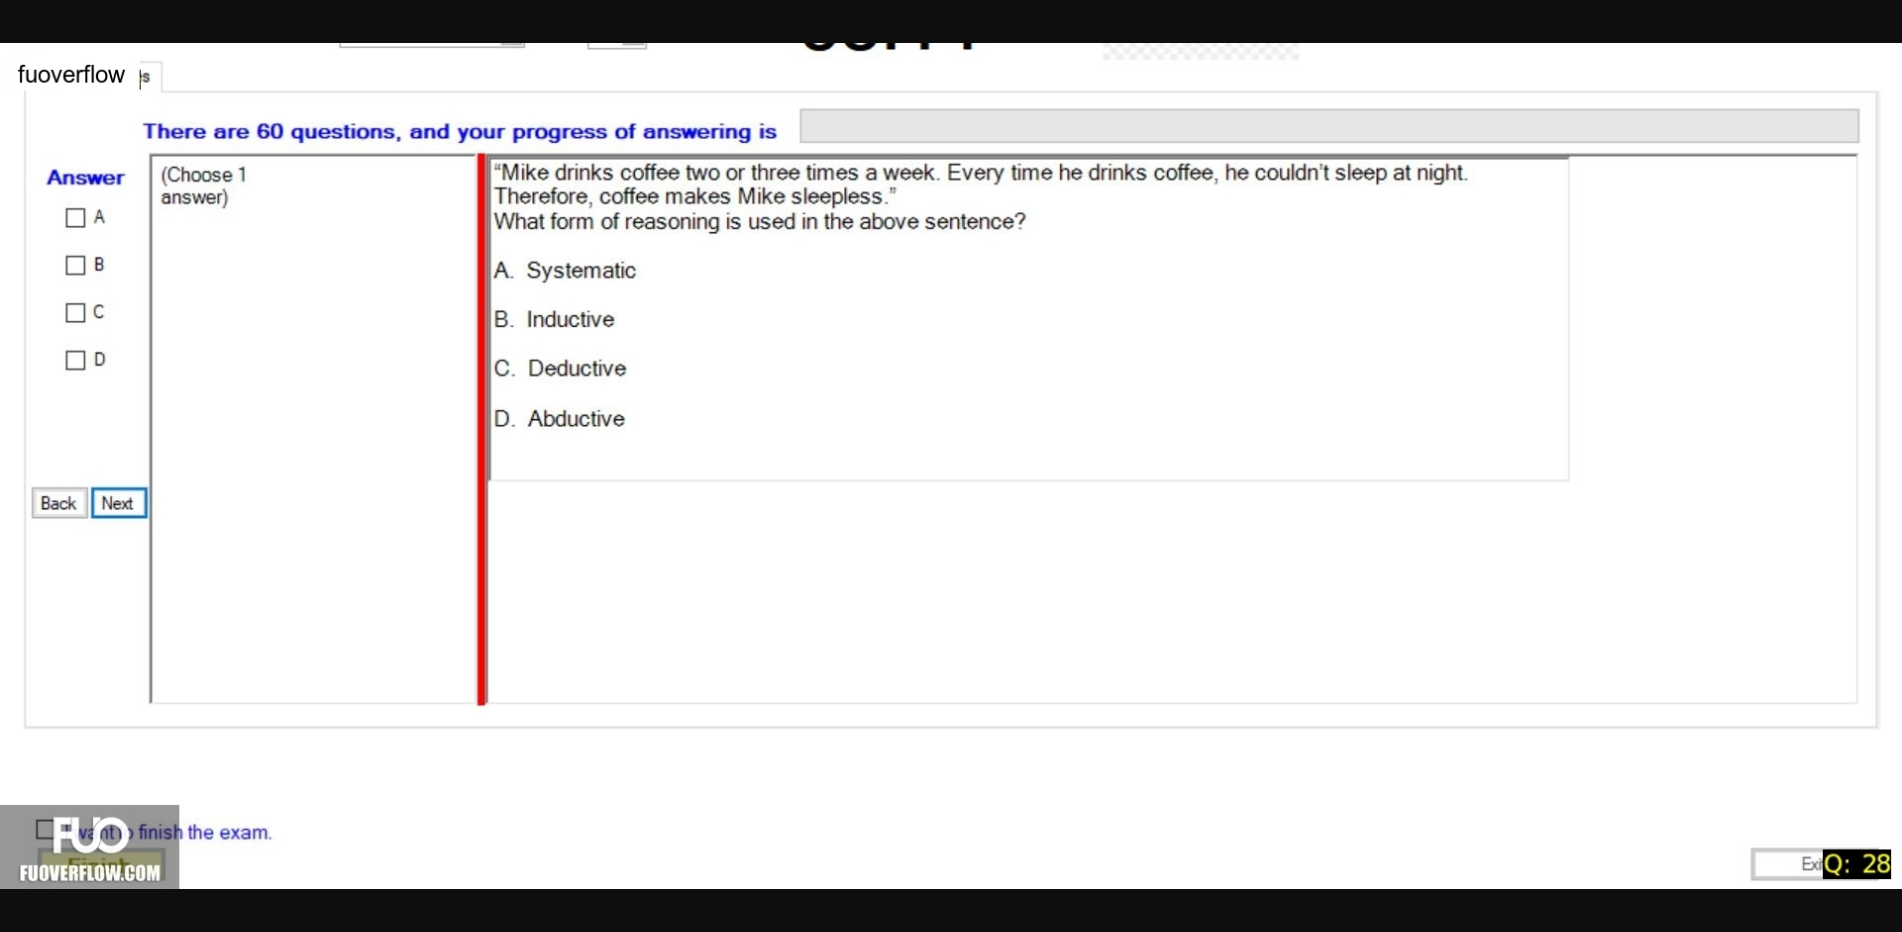 fuoverflow
There are 60 questions, and your progress of answering is
Answer
(Choose 1
answer)
A
B
C
D
Back
Next
“Mike drinks coffee two or three times a week. Every time he drinks coffee, he couldn’t sleep at night.
Therefore, coffee makes Mike sleepless.”
What form of reasoning is used in the above sentence?
A. Systematic
B. Inductive
C. Deductive
D. Abductive
want to finish the exam.
FUO
FUOVERFLOW.COM
Q: 28